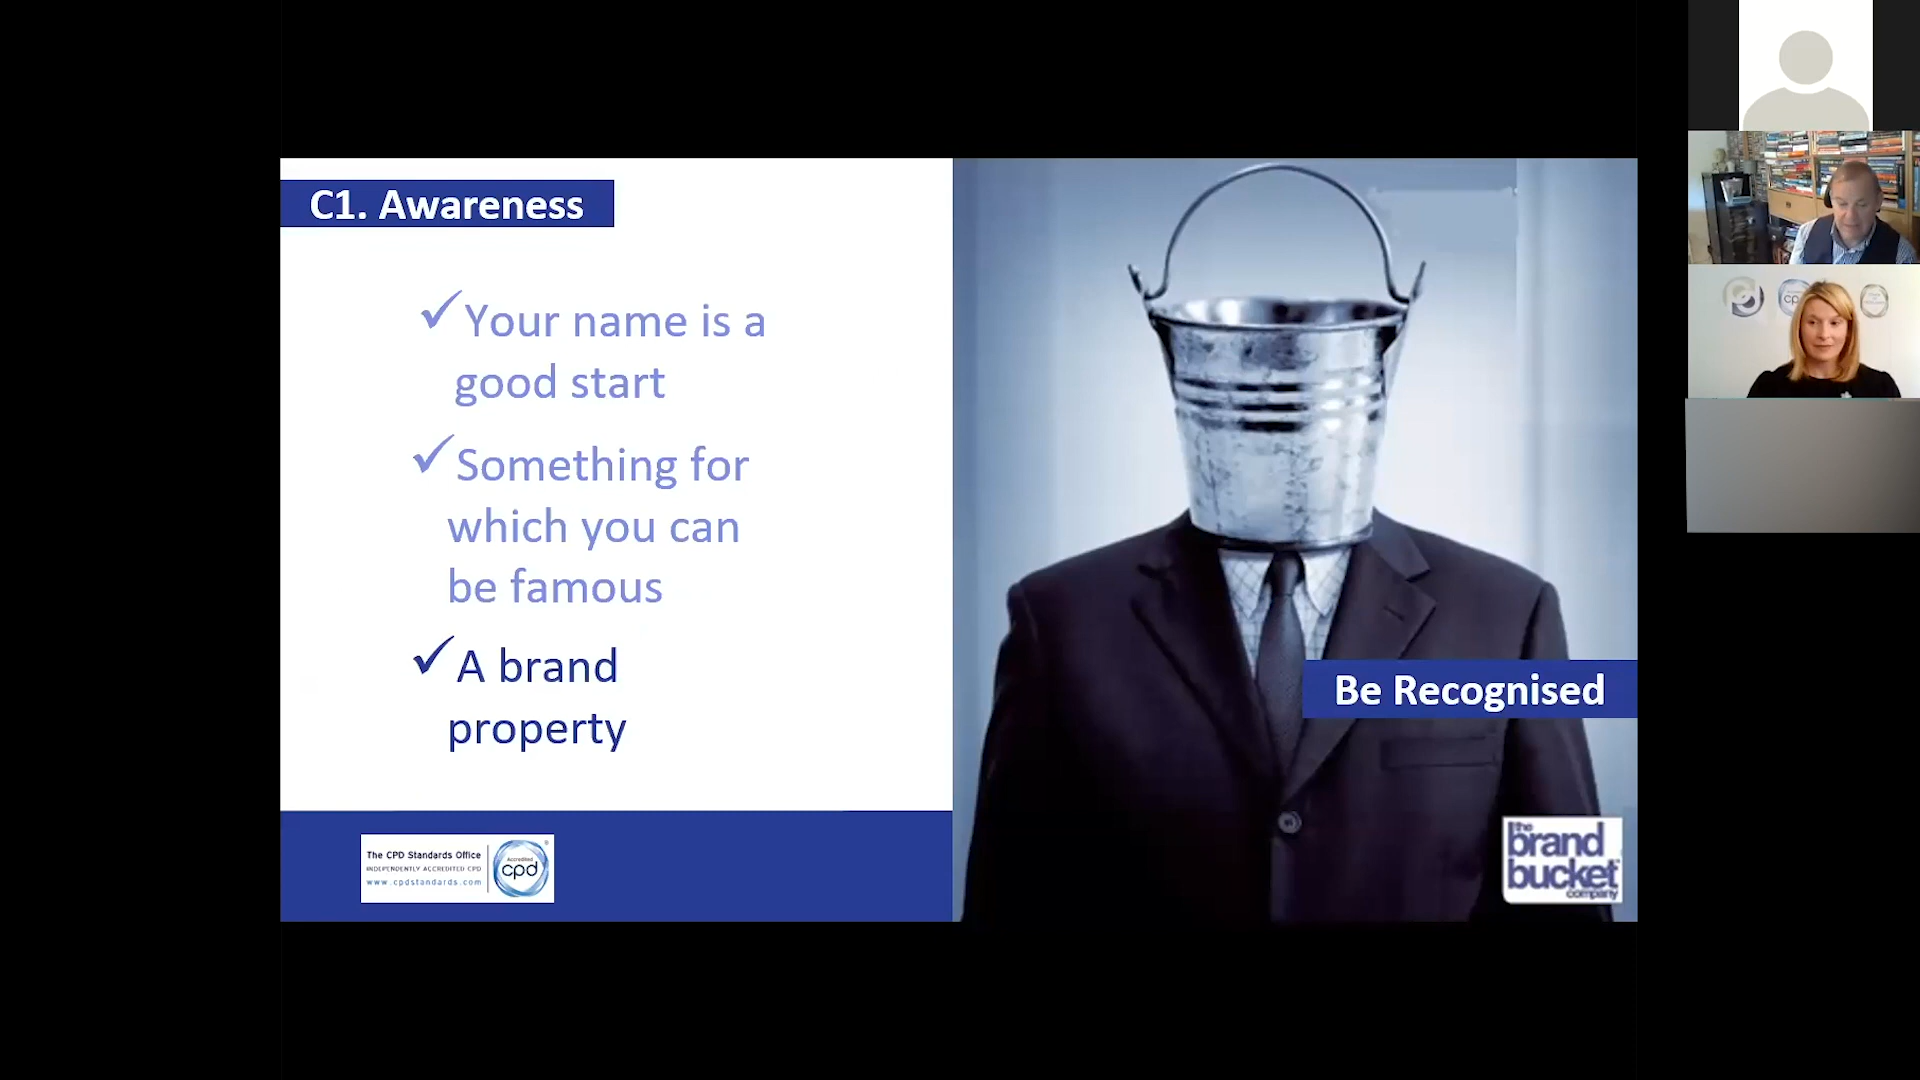 C1. Awareness
✓Your name is a
good start
✓Something for
which you can
be famous
✓A brand
property
Be Recognised
The CPD Standards Office
INDEPENDENTLY ACCREDITED CPD
www.cpdstandards.com
Accredited
cpd
the
brand
bucket
company